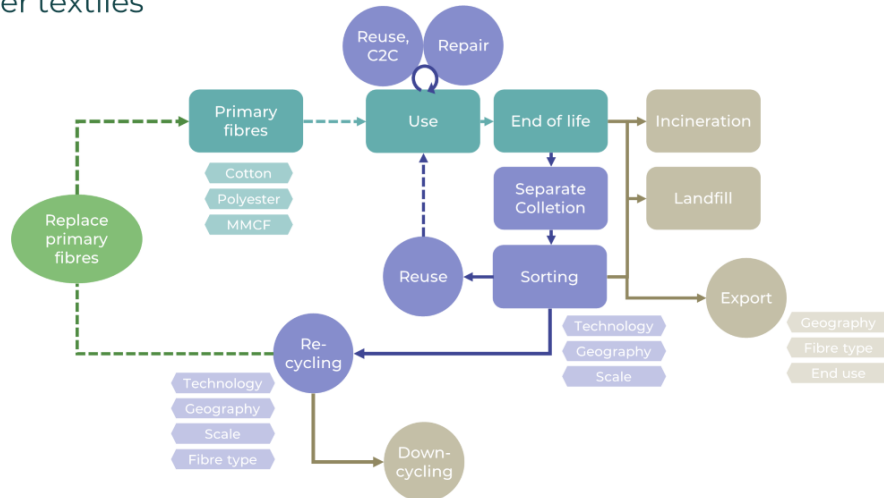 er textiles
Reuse,
C2C
Repair
Primary
fibres
Use
End of life
Incineration
Cotton
Polyester
MMCF
Separate
Colletion
Landfill
Replace
primary
fibres
Reuse
Sorting
Export
Technology
Geography
Scale
Geography
Fibre type
End use
Re-
cycling
Technology
Geography
Scale
Fibre type
Down-
cycling